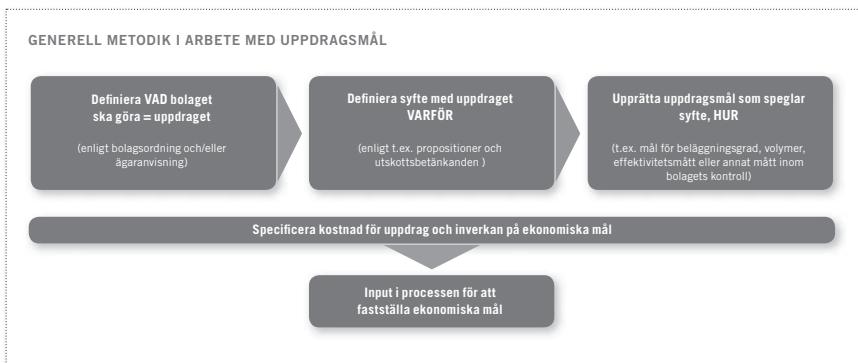 GENERELL METODIK I ARBETE MED UPPDRAGSMÅL
Definiera VAD bolaget
ska göra = uppdraget
(enligt bolagsordning och/eller
ägaranvisning)
Definiera syfte med uppdraget
VARFÖR
(enligt t.ex. propositioner och
utskottsbetänkanden )
Upprätta uppdragsmål som speglar
syfte, HUR
(t.ex. mål för beläggningsgrad, volymer,
effektivitetsmått eller annat mått inom
bolagets kontroll)
Specificera kostnad för uppdrag och inverkan på ekonomiska mål
Input i processen för att
fastställa ekonomiska mål